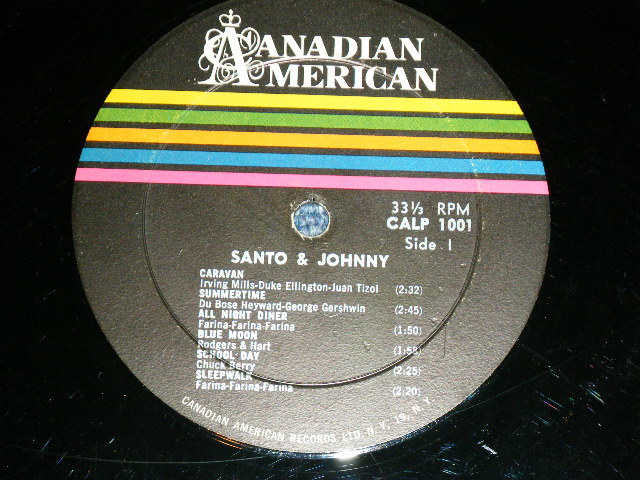 CANADIAN
AMERICAN
33⅓ RPM
CALP 1001
Side 1
SANTO & JOHNNY
CARAVAN
Irving Mills-Duke Ellington-Juan Tizol (2:32)
SUMMERTIME
Du Bose Heyward-George Gershwin (2:45)
ALL NIGHT DINER
Farina-Farina-Farina (1:50)
BLUE MOON
Rodgers & Hart (1:58)
SCHOOL DAY
Chuck Berry (2:25)
SLEEPWALK
Farina-Farina-Farina (2:20)
CANADIAN AMERICAN RECORDS LTD. N.Y. 19, N.Y.